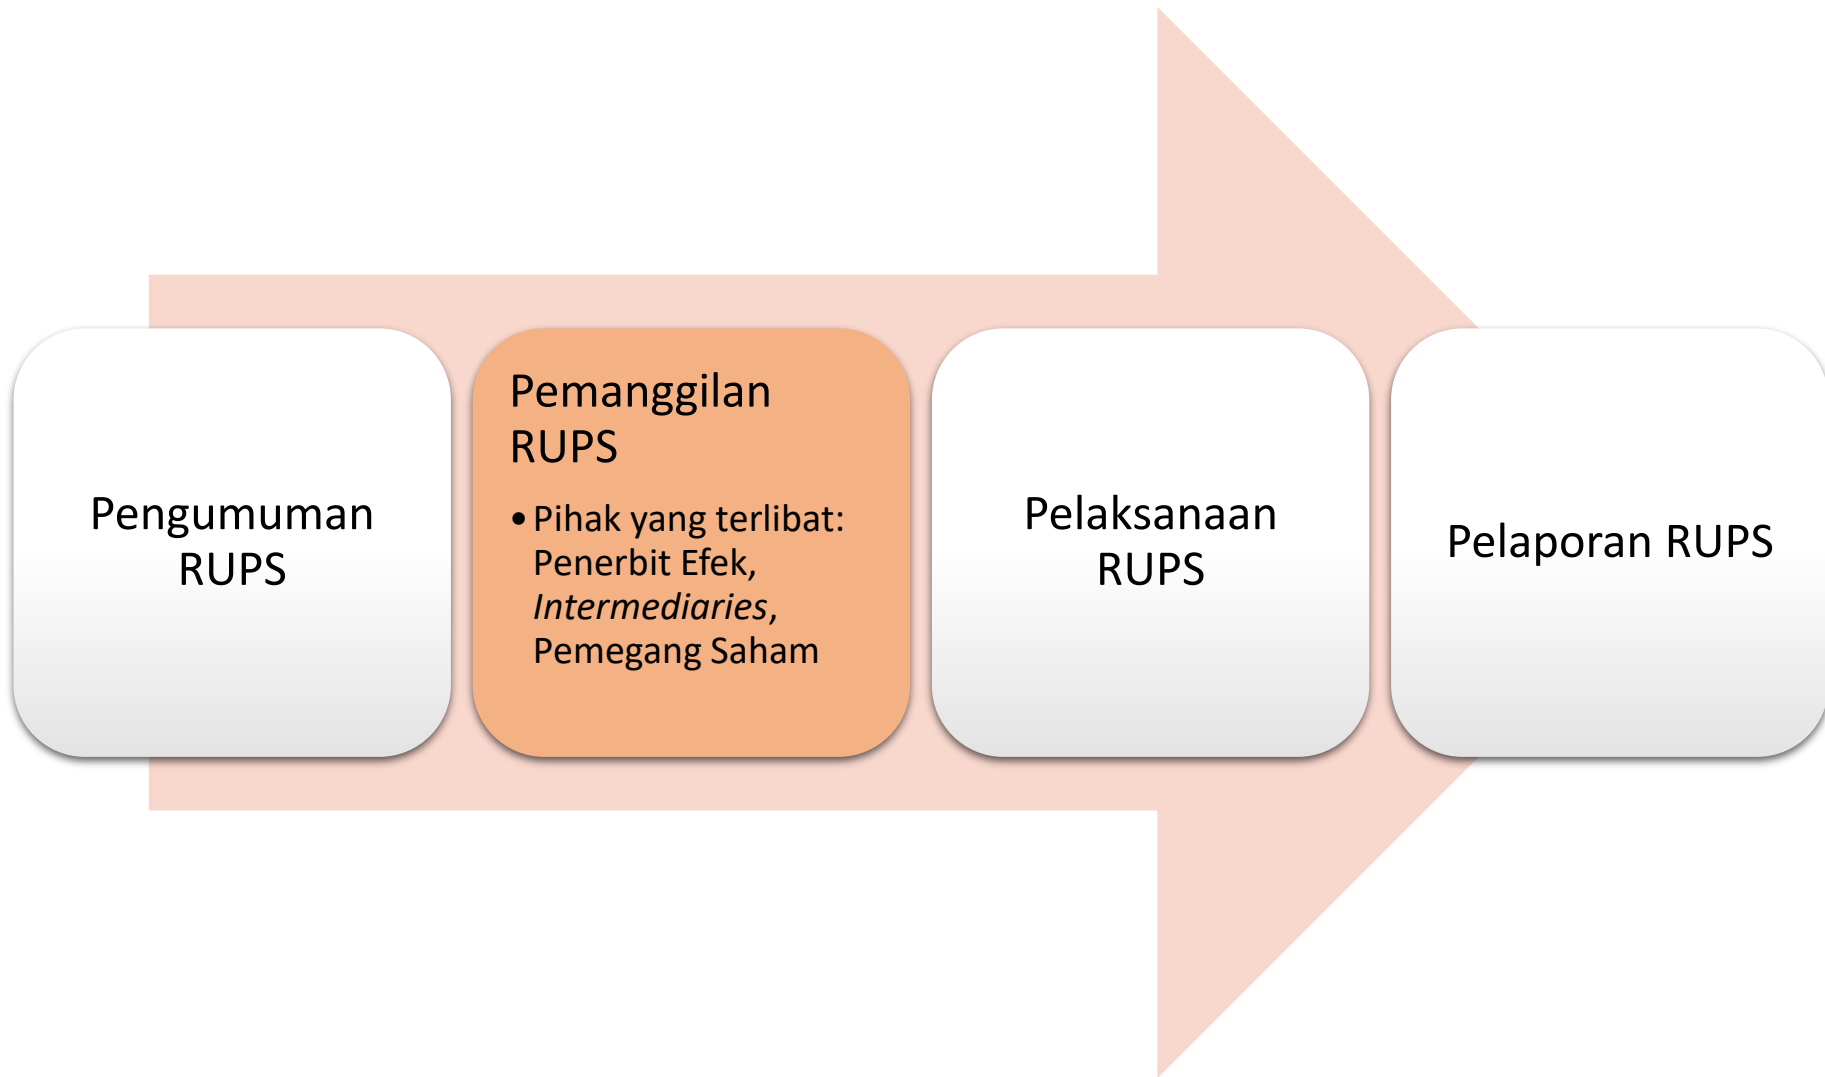 Pengumuman
RUPS
Pemanggilan
RUPS
• Pihak yang terlibat:
Penerbit Efek,
Intermediaries,
Pemegang Saham
Pelaksanaan
RUPS
Pelaporan RUPS